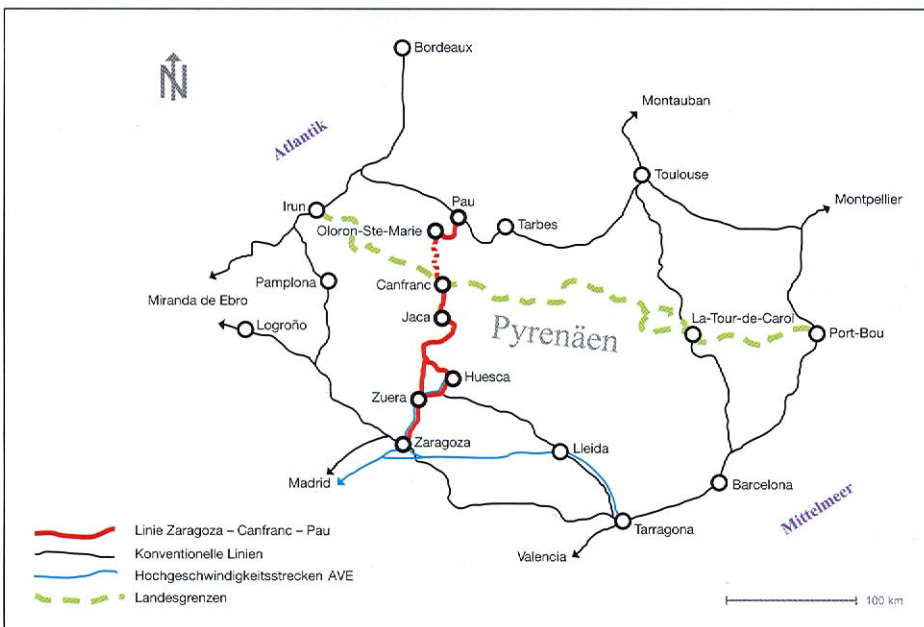 Bordeaux
N
Montauban
Atlantik
Toulouse
Montpellier
Irun
Pau
Oloron-Ste-Marie
Tarbes
Pamplona
Canfranc
Miranda de Ebro
Logroño
Jaca
Pyrenäen
La-Tour-de-Carol
Port-Bou
Huesca
Zuera
Zaragoza
Lleida
Madrid
Barcelona
Mittelmeer
Tarragona
Valencia
Linie Zaragoza – Canfranc – Pau
Konventionelle Linien
Hochgeschwindigkeitsstrecken AVE
Landesgrenzen
100 km